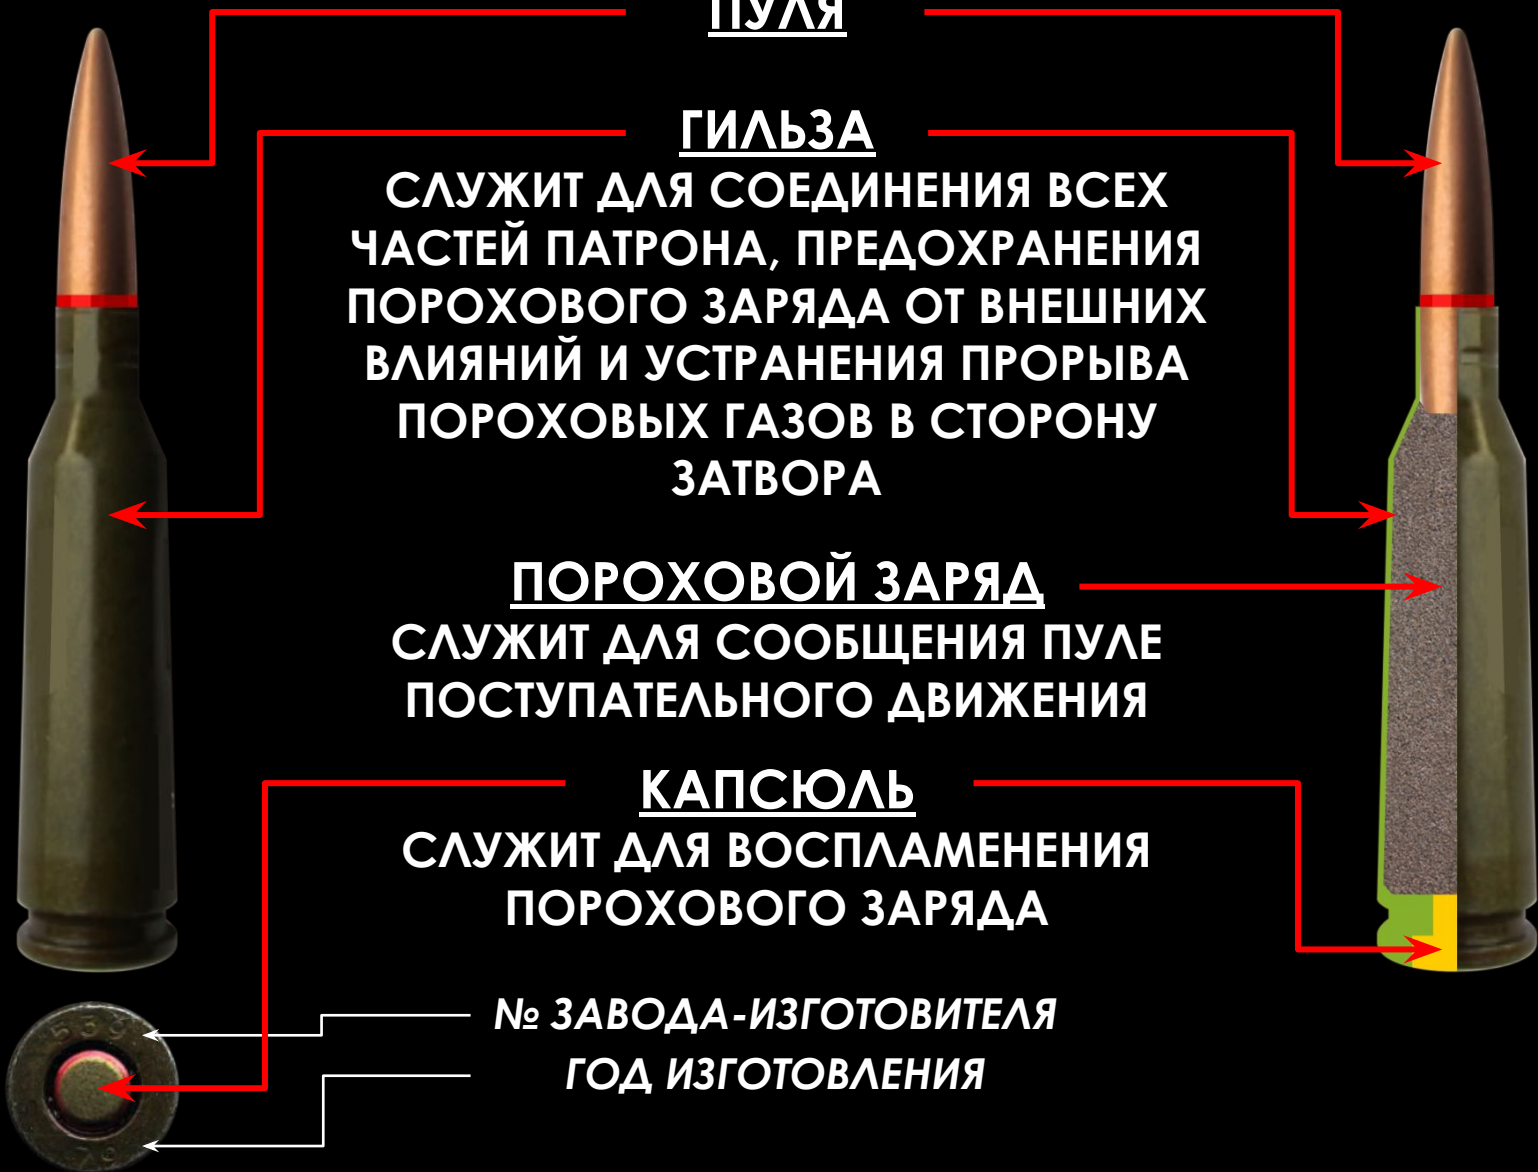 ПУЛЯ
ГИЛЬЗА
СЛУЖИТ ДЛЯ СОЕДИНЕНИЯ ВСЕХ
ЧАСТЕЙ ПАТРОНА, ПРЕДОХРАНЕНИЯ
ПОРОХОВОГО ЗАРЯДА ОТ ВНЕШНИХ
ВЛИЯНИЙ И УСТРАНЕНИЯ ПРОРЫВА
ПОРОХОВЫХ ГАЗОВ В СТОРОНУ
ЗАТВОРА
ПОРОХОВОЙ ЗАРЯД
СЛУЖИТ ДЛЯ СООБЩЕНИЯ ПУЛЕ
ПОСТУПАТЕЛЬНОГО ДВИЖЕНИЯ
КАПСЮЛЬ
СЛУЖИТ ДЛЯ ВОСПЛАМЕНЕНИЯ
ПОРОХОВОГО ЗАРЯДА
№ ЗАВОДА-ИЗГОТОВИТЕЛЯ
ГОД ИЗГОТОВЛЕНИЯ
539